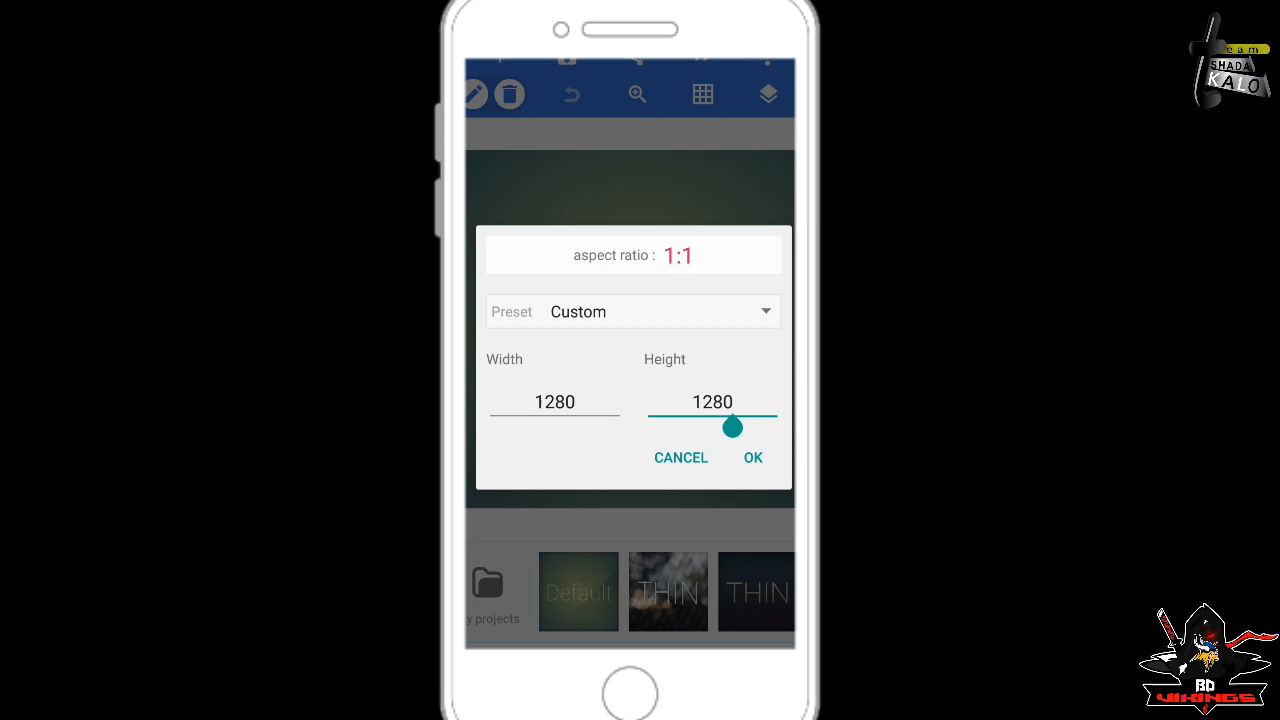 eam
SHADA
KALO
aspect ratio : 1:1
Preset Custom
Width Height
1280 1280
CANCEL OK
Default THIN THIN
y projects
BD
VIKINGS